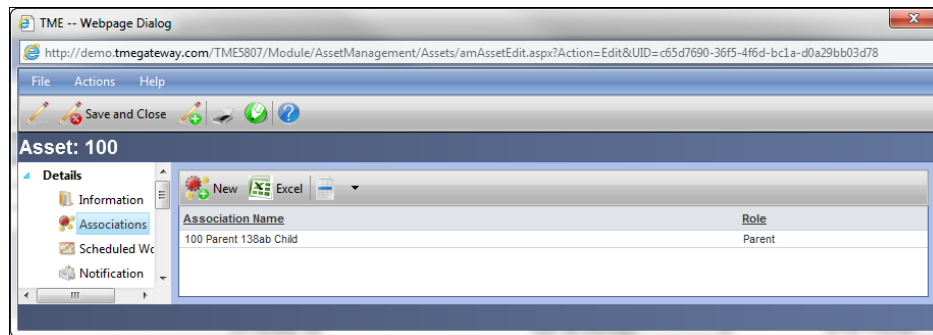 TME -- Webpage Dialog
http://demo.tmegateway.com/TME5807/Module/AssetManagement/Assets/amAssetEdit.aspx?Action=Edit&UID=c65d7690-36f5-4f6d-bc1a-d0a29bb03d78
File Actions Help
Save and Close
Asset: 100
Details
Information
Associations
Scheduled Wc
Notification
New Excel
Association Name Role
100 Parent 138ab Child Parent